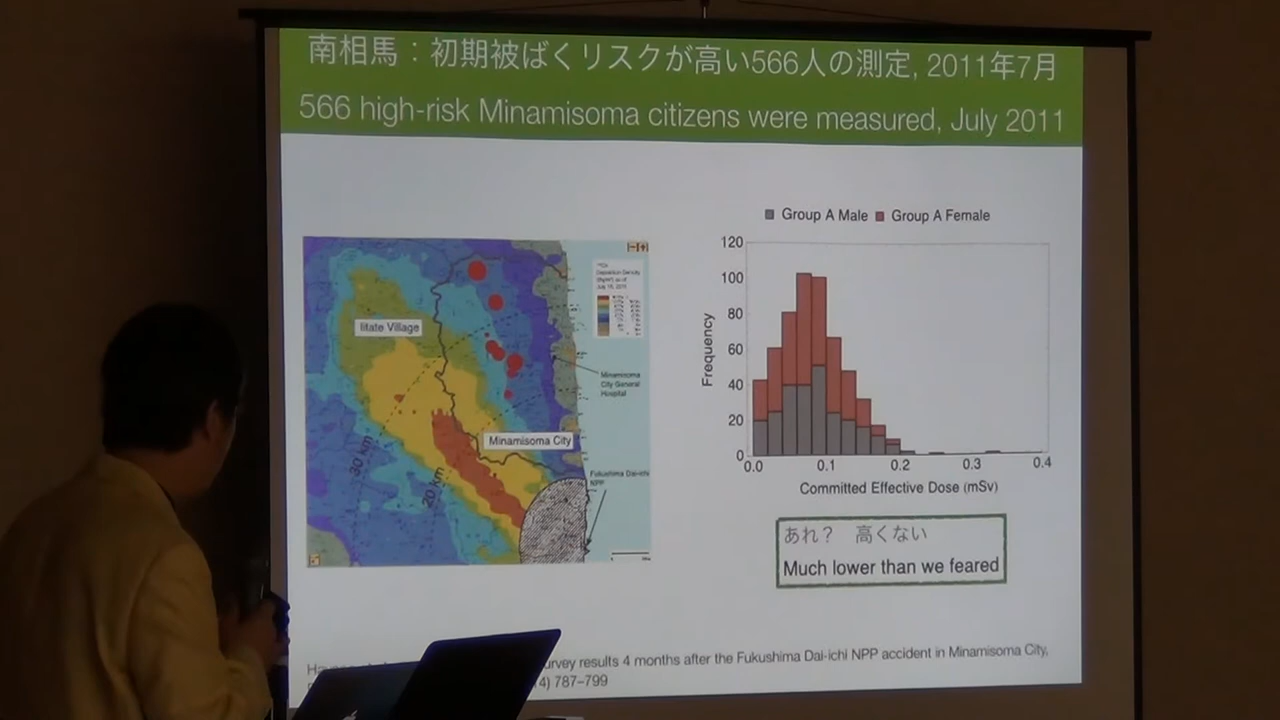 南相馬：初期被ばくリスクが高い566人の測定, 2011年7月
566 high-risk Minamisoma citizens were measured, July 2011
Iitate Village
Deposition Density
Minamisoma
City General
Hospital
Minamisoma City
Fukushima Dai-ichi
NPP
30 km
20 km
Group A Male Group A Female
Frequency
120
100
80
60
40
20
0
0.0 0.1 0.2 0.3 0.4
Committed Effective Dose (mSv)
あれ？ 高くない
Much lower than we feared
results 4 months after the Fukushima Dai-ichi NPP accident in Minamisoma City,
787–799